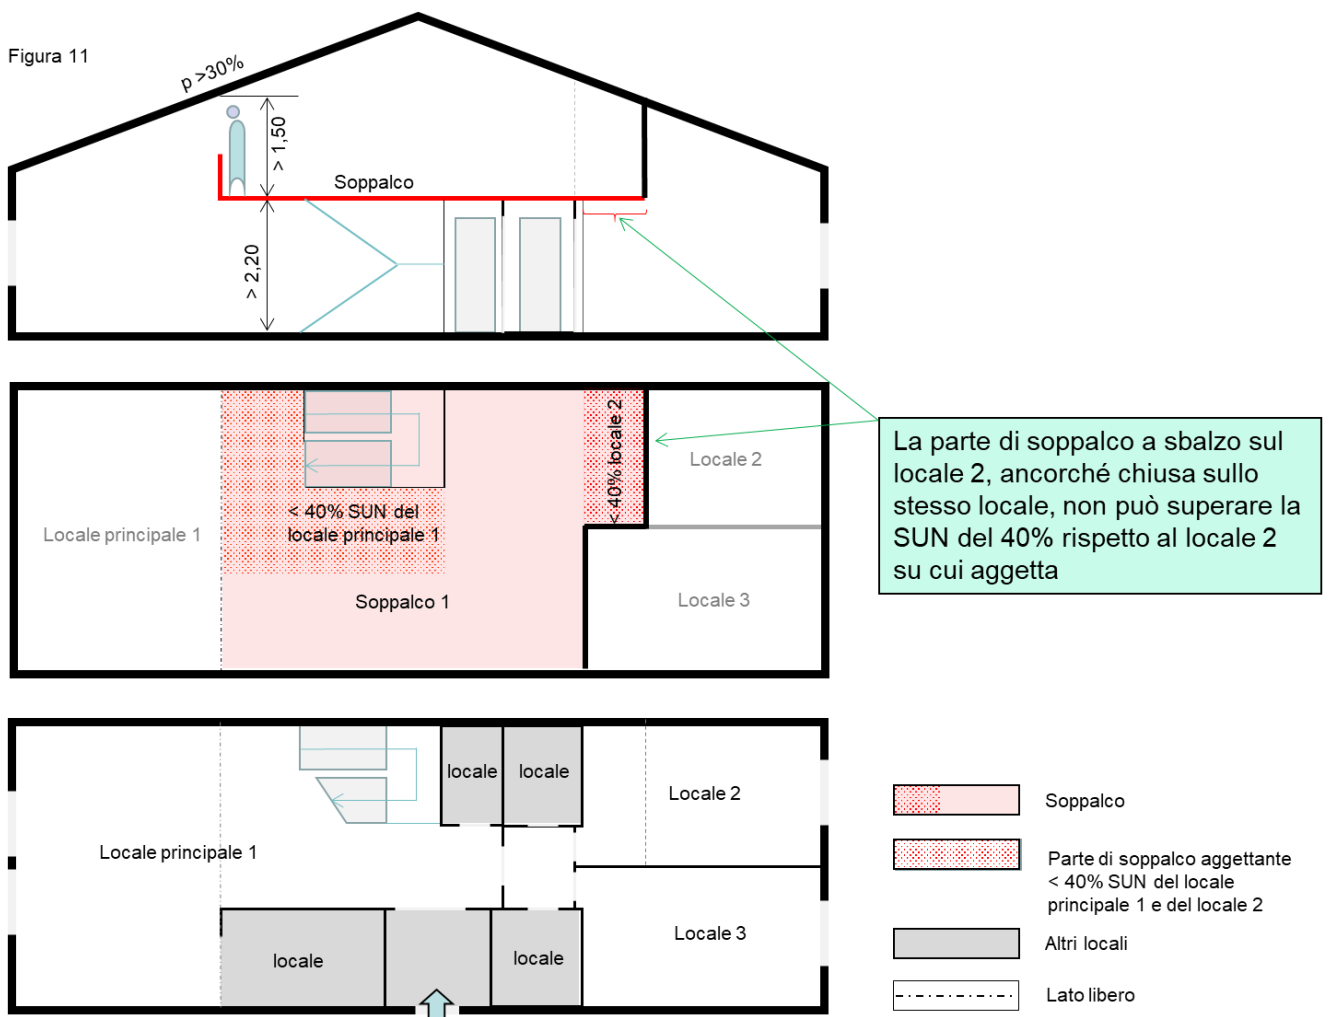 Figura 11
p >30%
> 1,50
Soppalco
> 2,20
La parte di soppalco a sbalzo sul
locale 2, ancorché chiusa sullo
stesso locale, non può superare la
SUN del 40% rispetto al locale 2
su cui aggetta
< 40% locale 2
Locale 2
Locale principale 1
< 40% SUN del
locale principale 1
Soppalco 1
Locale 3
locale
locale
Locale 2
Locale principale 1
Locale 3
locale
locale
Soppalco
Parte di soppalco aggettante
< 40% SUN del locale
principale 1 e del locale 2
Altri locali
Lato libero